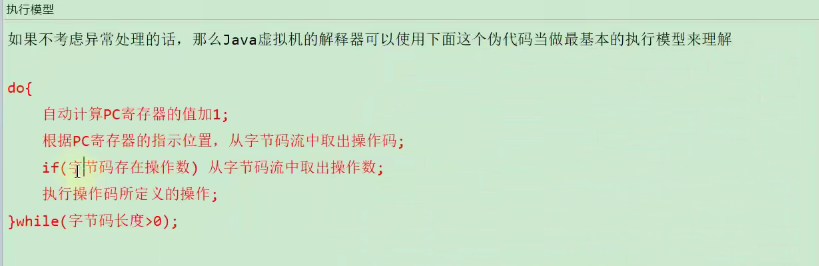 执行模型
如果不考虑异常处理的话，那么Java虚拟机的解释器可以使用下面这个伪代码当做最基本的执行模型来理解
do{
自动计算PC寄存器的值加1;
根据PC寄存器的指示位置，从字节码流中取出操作码;
if(字节码存在操作数) 从字节码流中取出操作数;
执行操作码所定义的操作;
}while(字节码长度>0);